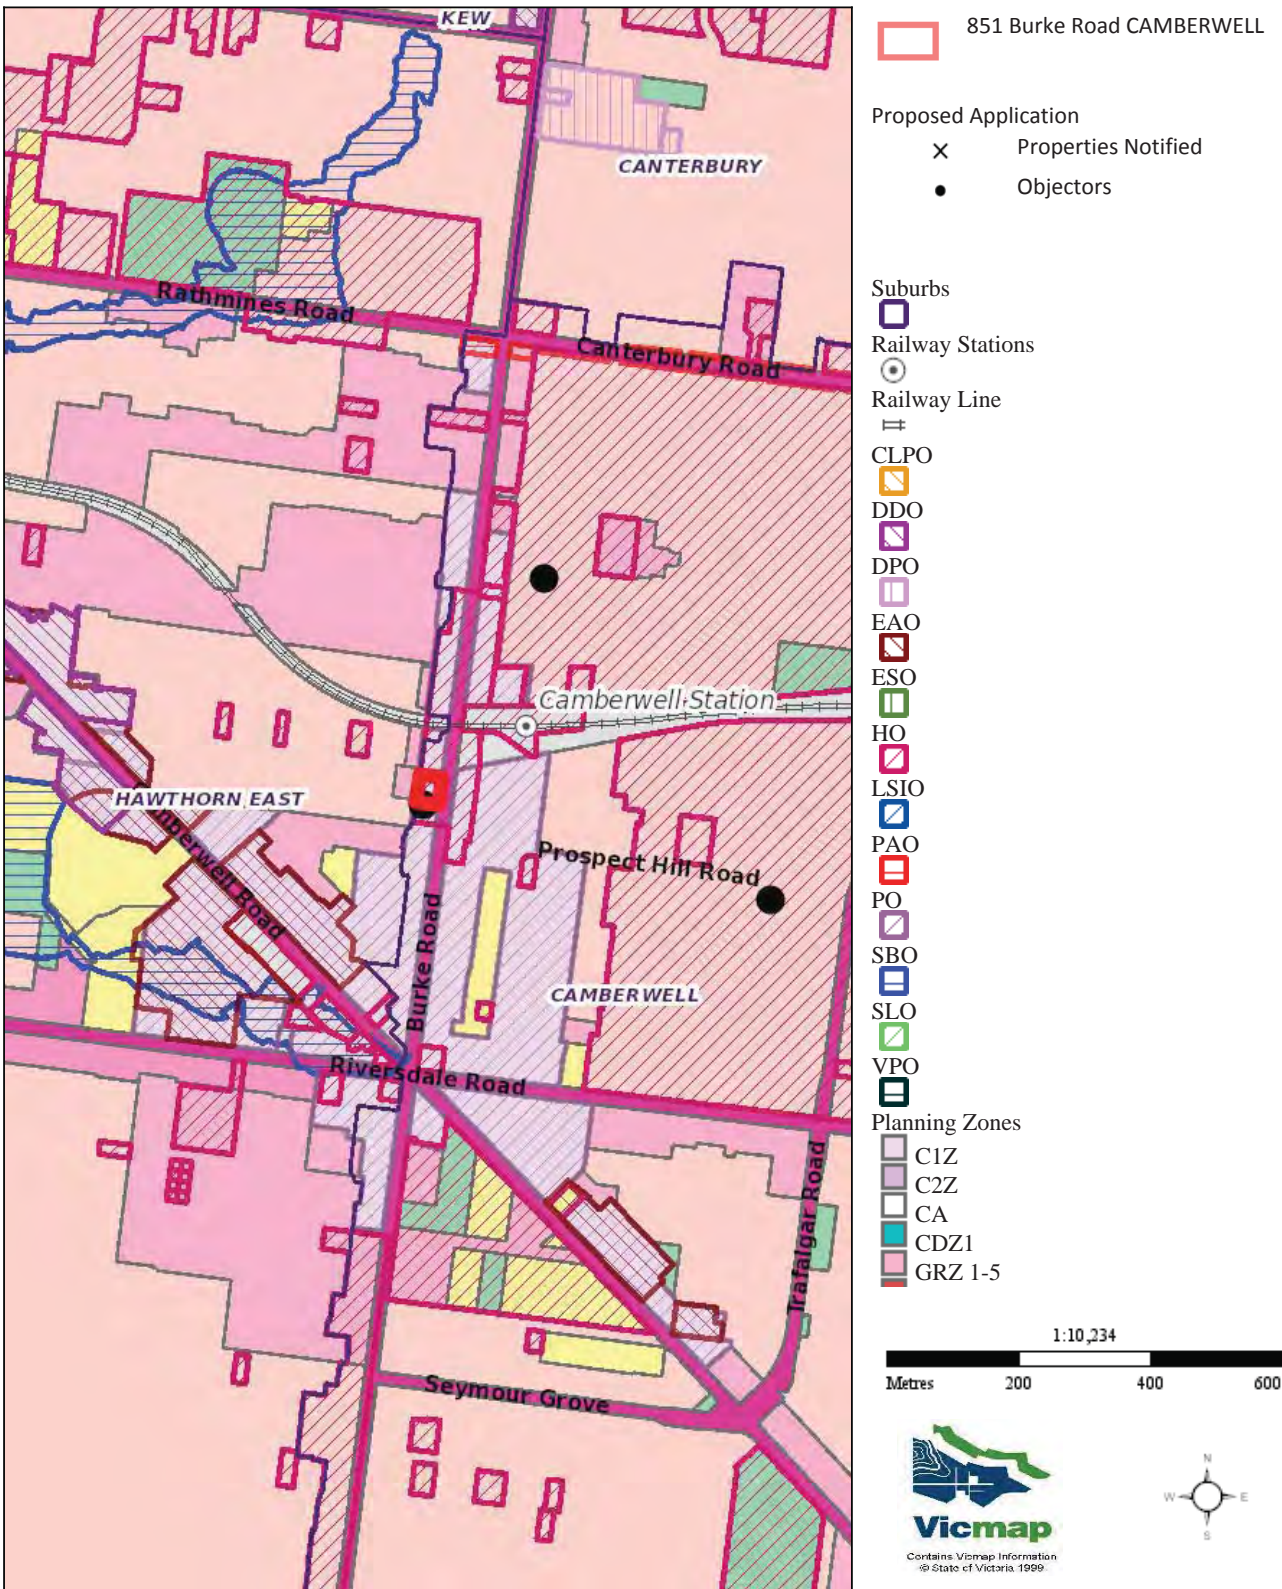 KEW
CANTERBURY
Rathmines Road
Canterbury Road
Camberwell Station
HAWTHORN EAST
mberwell Road
Prospect Hill Road
Burke Road
CAMBERWELL
Riversdale Road
Trafalgar Road
Seymour Grove
851 Burke Road CAMBERWELL
Proposed Application
Properties Notified
Objectors
Suburbs
Railway Stations
Railway Line
CLPO
DDO
DPO
EAO
ESO
HO
LSIO
PAO
PO
SBO
SLO
VPO
Planning Zones
C1Z
C2Z
CA
CDZ1
GRZ 1-5
1:10,234
Metres 200 400 600
N
W E
S
Vicmap
Contains Vicmap Information
© State of Victoria 1999